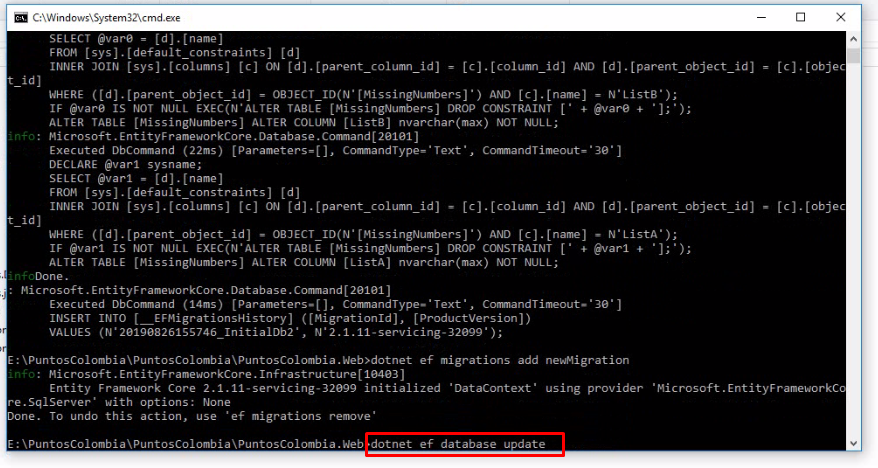 C:\Windows\System32\cmd.exe
SELECT @var0 = [d].[name]
FROM [sys].[default_constraints] [d]
INNER JOIN [sys].[columns] [c] ON [d].[parent_column_id] = [c].[column_id] AND [d].[parent_object_id] = [c].[objec
t_id]
WHERE ([d].[parent_object_id] = OBJECT_ID(N'[MissingNumbers]') AND [c].[name] = N'ListB');
IF @var0 IS NOT NULL EXEC(N'ALTER TABLE [MissingNumbers] DROP CONSTRAINT [' + @var0 + '];');
ALTER TABLE [MissingNumbers] ALTER COLUMN [ListB] nvarchar(max) NOT NULL;
info: Microsoft.EntityFrameworkCore.Database.Command[20101]
Executed DbCommand (22ms) [Parameters=[], CommandType='Text', CommandTimeout='30']
DECLARE @var1 sysname;
SELECT @var1 = [d].[name]
FROM [sys].[default_constraints] [d]
INNER JOIN [sys].[columns] [c] ON [d].[parent_column_id] = [c].[column_id] AND [d].[parent_object_id] = [c].[objec
t_id]
WHERE ([d].[parent_object_id] = OBJECT_ID(N'[MissingNumbers]') AND [c].[name] = N'ListA');
IF @var1 IS NOT NULL EXEC(N'ALTER TABLE [MissingNumbers] DROP CONSTRAINT [' + @var1 + '];');
ALTER TABLE [MissingNumbers] ALTER COLUMN [ListA] nvarchar(max) NOT NULL;
infoDone.
: Microsoft.EntityFrameworkCore.Database.Command[20101]
Executed DbCommand (14ms) [Parameters=[], CommandType='Text', CommandTimeout='30']
INSERT INTO [__EFMigrationsHistory] ([MigrationId], [ProductVersion])
VALUES (N'20190826155746_InitialDb2', N'2.1.11-servicing-32099');
E:\PuntosColombia\PuntosColombia\PuntosColombia.Web>dotnet ef migrations add newMigration
info: Microsoft.EntityFrameworkCore.Infrastructure[10403]
Entity Framework Core 2.1.11-servicing-32099 initialized 'DataContext' using provider 'Microsoft.EntityFrameworkCo
re.SqlServer' with options: None
Done. To undo this action, use 'ef migrations remove'
E:\PuntosColombia\PuntosColombia\PuntosColombia.Web>dotnet ef database update